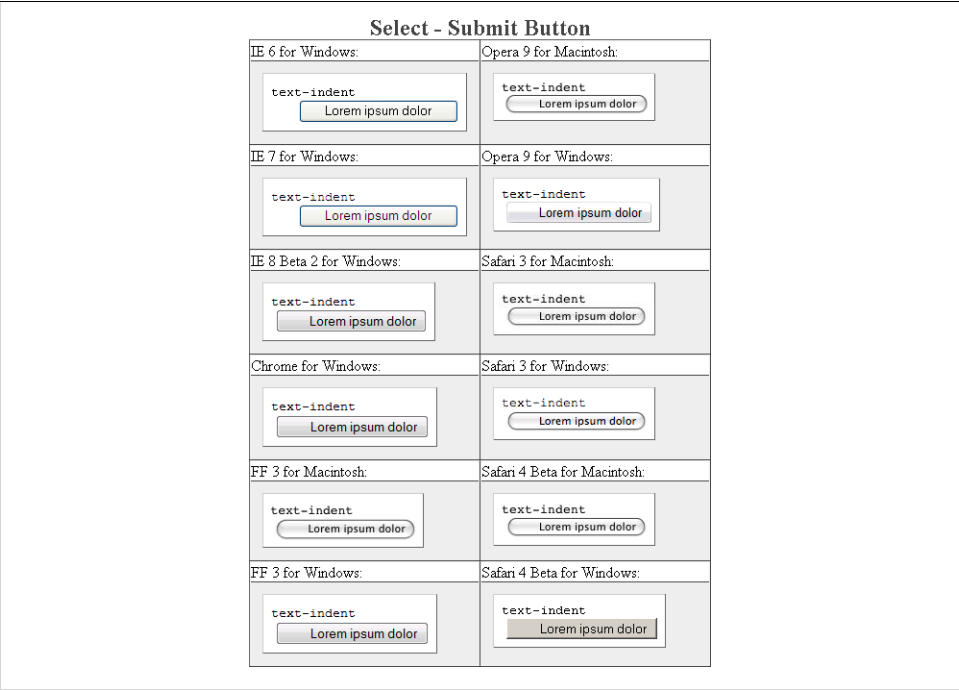 Select - Submit Button
IE 6 for Windows:
text-indent
Lorem ipsum dolor
Opera 9 for Macintosh:
text-indent
Lorem ipsum dolor
IE 7 for Windows:
text-indent
Lorem ipsum dolor
Opera 9 for Windows:
text-indent
Lorem ipsum dolor
IE 8 Beta 2 for Windows:
text-indent
Lorem ipsum dolor
Safari 3 for Macintosh:
text-indent
Lorem ipsum dolor
Chrome for Windows:
text-indent
Lorem ipsum dolor
Safari 3 for Windows:
text-indent
Lorem ipsum dolor
FF 3 for Macintosh:
text-indent
Lorem ipsum dolor
Safari 4 Beta for Macintosh:
text-indent
Lorem ipsum dolor
FF 3 for Windows:
text-indent
Lorem ipsum dolor
Safari 4 Beta for Windows:
text-indent
Lorem ipsum dolor